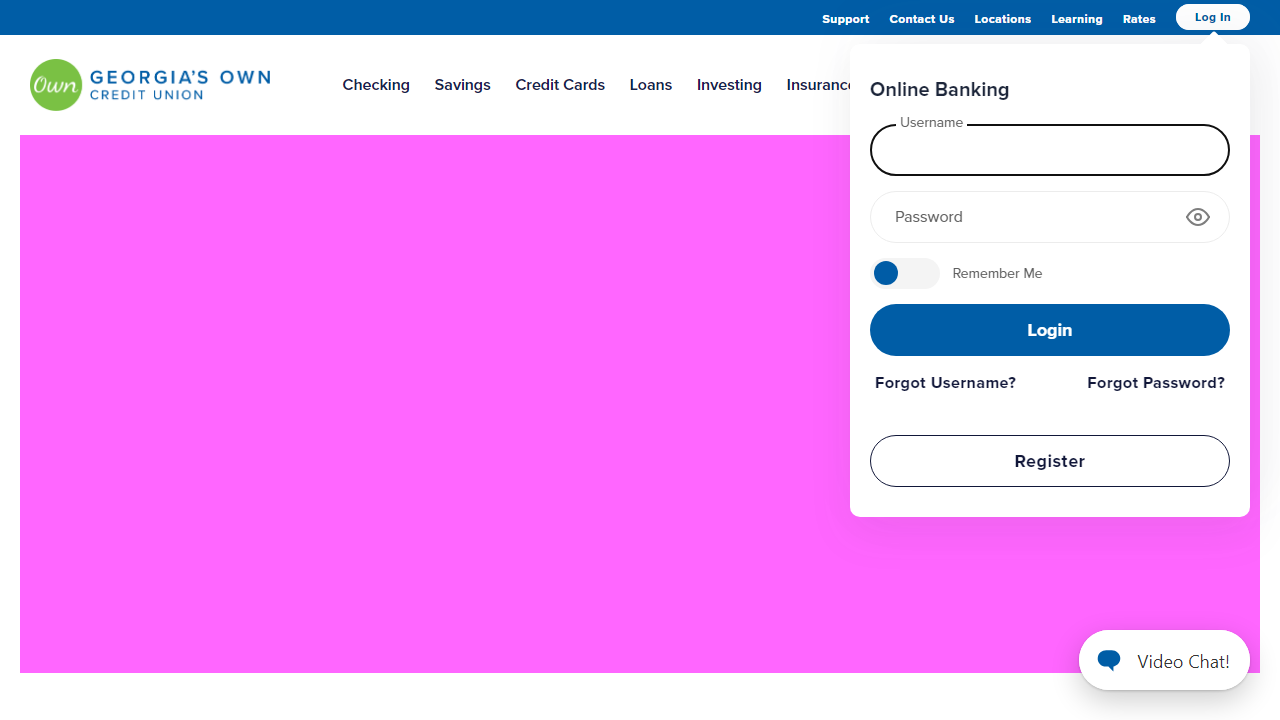 Support Contact Us Locations Learning Rates Log In
Own GEORGIA'S OWN
CREDIT UNION
Checking Savings Credit Cards Loans Investing Insurance
Online Banking
Username
Password
Remember Me
Login
Forgot Username? Forgot Password?
Register
Video Chat!